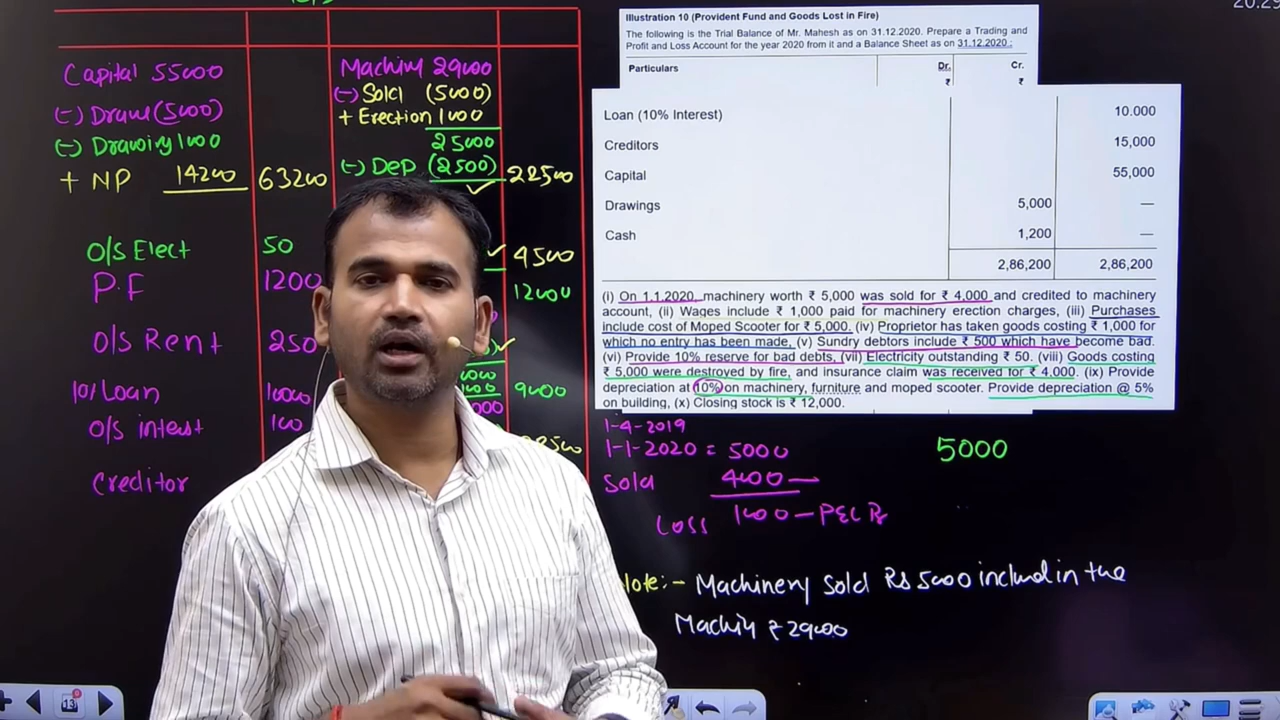 20:29
Capital 55000
(-) Draw (5000)
(-) Drawing 1000
+ NP 14200 63200
O/S Elect 50
P.F 1200
O/S Rent 250
10% Loan 10000
O/S interst 100
Creditor
Machiny 29000
(-) Sold (5000)
+ Erection 1000
25000
(-) Dep (2500) 22500
4500
12000
9000
Illustration 10 (Provident Fund and Goods Lost in Fire)
The following is the Trial Balance of Mr. Mahesh as on 31.12.2020. Prepare a Trading and
Profit and Loss Account for the year 2020 from it and a Balance Sheet as on 31.12.2020 :
Particulars Dr. Cr.
₹ ₹
Loan (10% Interest) 10.000
Creditors 15,000
Capital 55,000
Drawings 5,000 —
Cash 1,200 —
2,86,200 2,86,200
(i) On 1.1.2020, machinery worth ₹ 5,000 was sold for ₹ 4,000 and credited to machinery
account, (ii) Wages include ₹ 1,000 paid for machinery erection charges, (iii) Purchases
include cost of Moped Scooter for ₹ 5,000. (iv) Proprietor has taken goods costing ₹ 1,000 for
which no entry has been made, (v) Sundry debtors include ₹ 500 which have become bad.
(vi) Provide 10% reserve for bad debts, (vii) Electricity outstanding ₹ 50. (viii) Goods costing
₹ 5,000 were destroyed by fire, and insurance claim was received for ₹ 4,000. (ix) Provide
depreciation at 10% on machinery, furniture and moped scooter. Provide depreciation @ 5%
on building, (x) Closing stock is ₹ 12,000.
1-4-2019
1-1-2020 = 5000
Sold 4000
Loss 1000 -
5000
Note:- Machinery Sold Rs 5000 includ in the
Machiy ₹ 29000
13